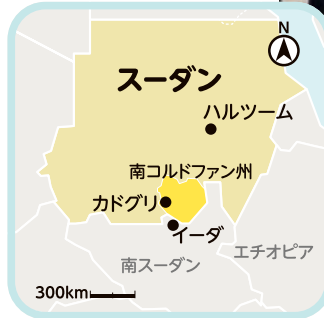 N
スーダン
ハルツーム
南コルドファン州
カドグリ
イーダ
エチオピア
南スーダン
300km